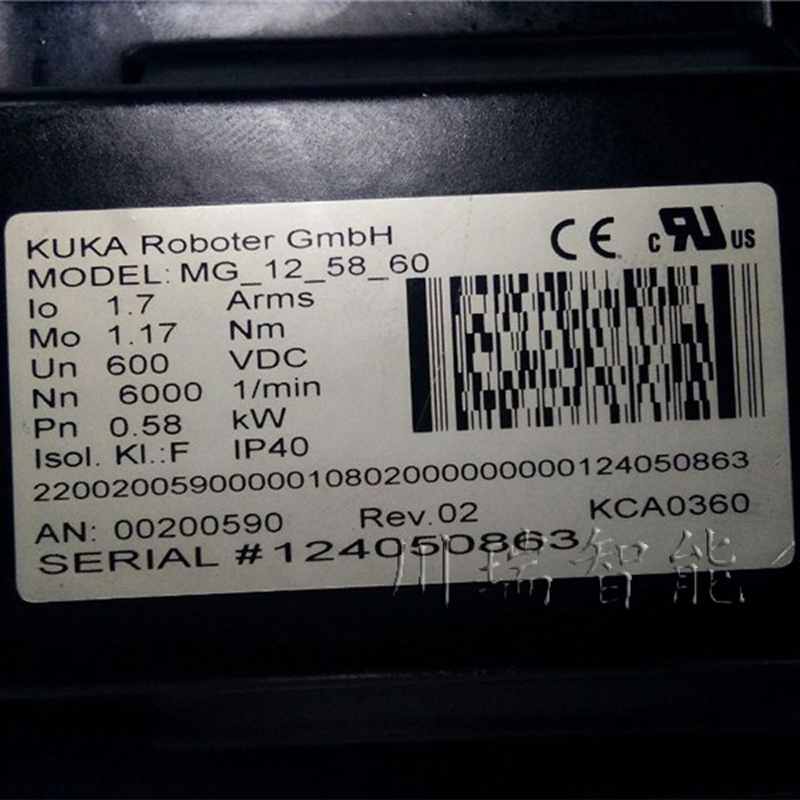 KUKA Roboter GmbH
CE c RU US
MODEL: MG_12_58_60
Io 1.7 Arms
Mo 1.17 Nm
Un 600 VDC
Nn 6000 1/min
Pn 0.58 kW
Isol. Kl.:F IP40
2200200590000010802000000000124050863
AN: 00200590 Rev.02 KCA0360
SERIAL #124050863
川瑞智能